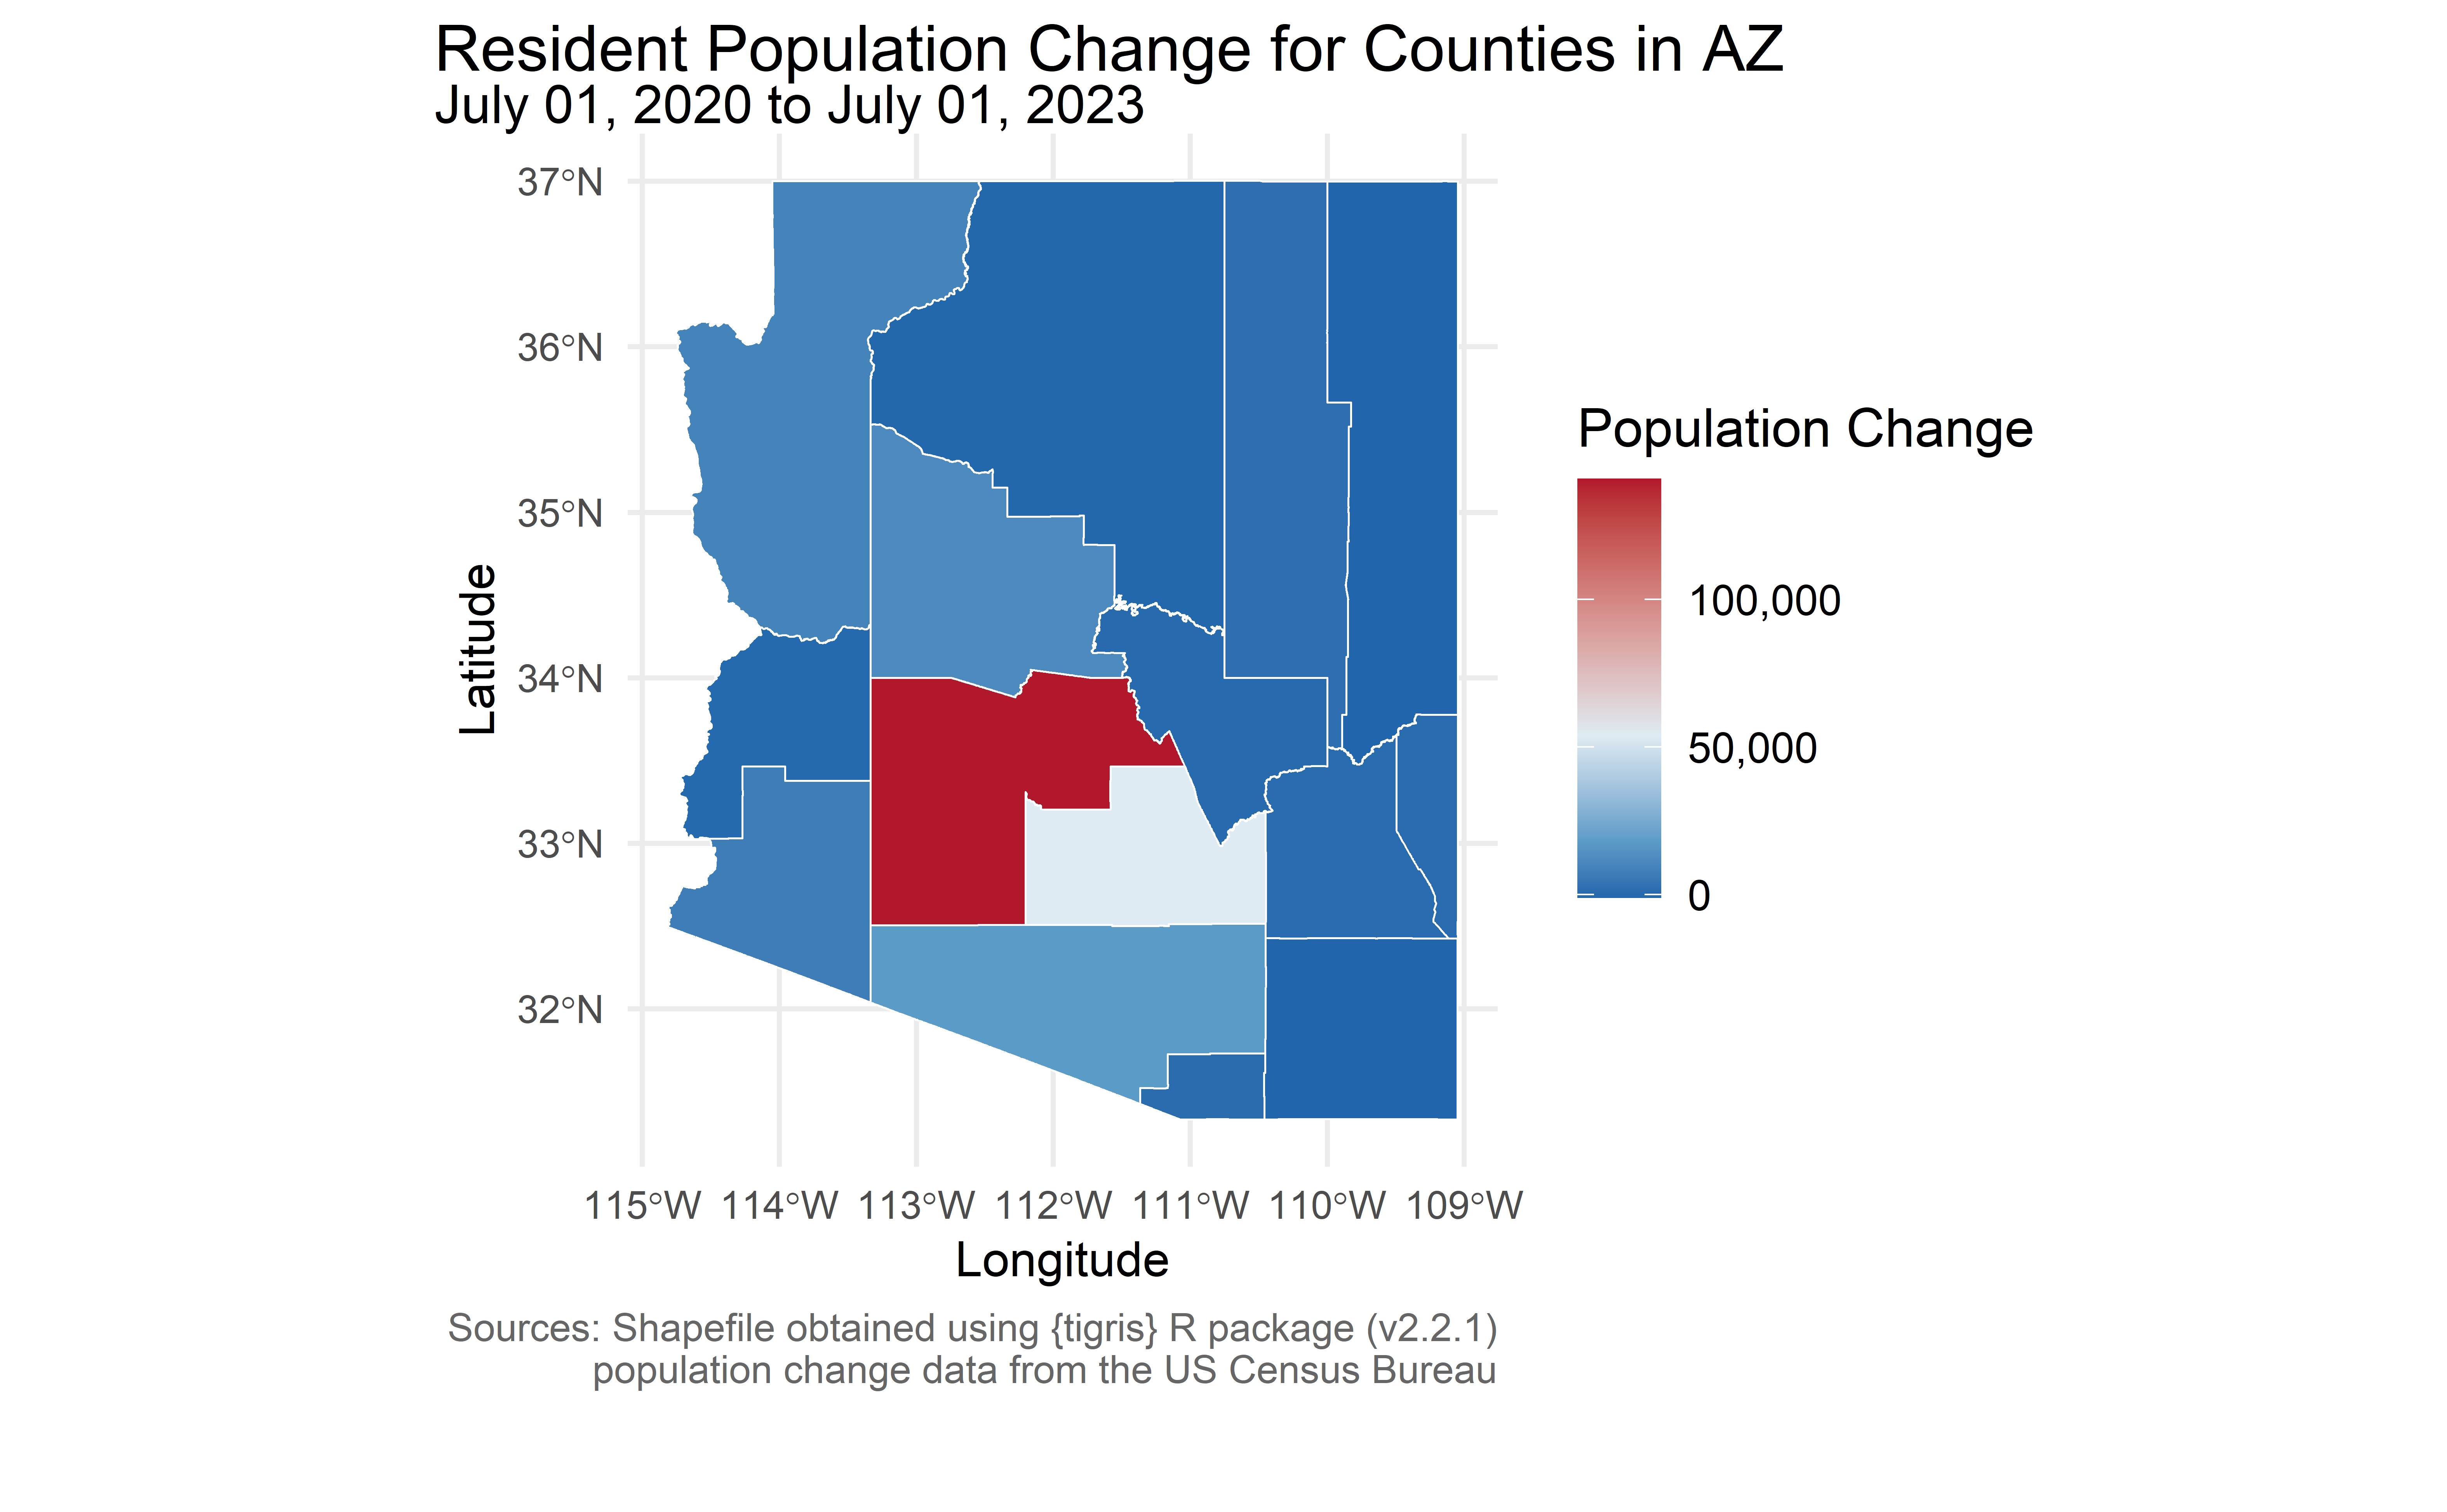 Resident Population Change for Counties in AZ
July 01, 2020 to July 01, 2023
37°N
36°N
35°N
34°N
33°N
32°N
Latitude
115°W 114°W 113°W 112°W 111°W 110°W 109°W
Longitude
Population Change
100,000
50,000
0
Sources: Shapefile obtained using {tigris} R package (v2.2.1)
population change data from the US Census Bureau